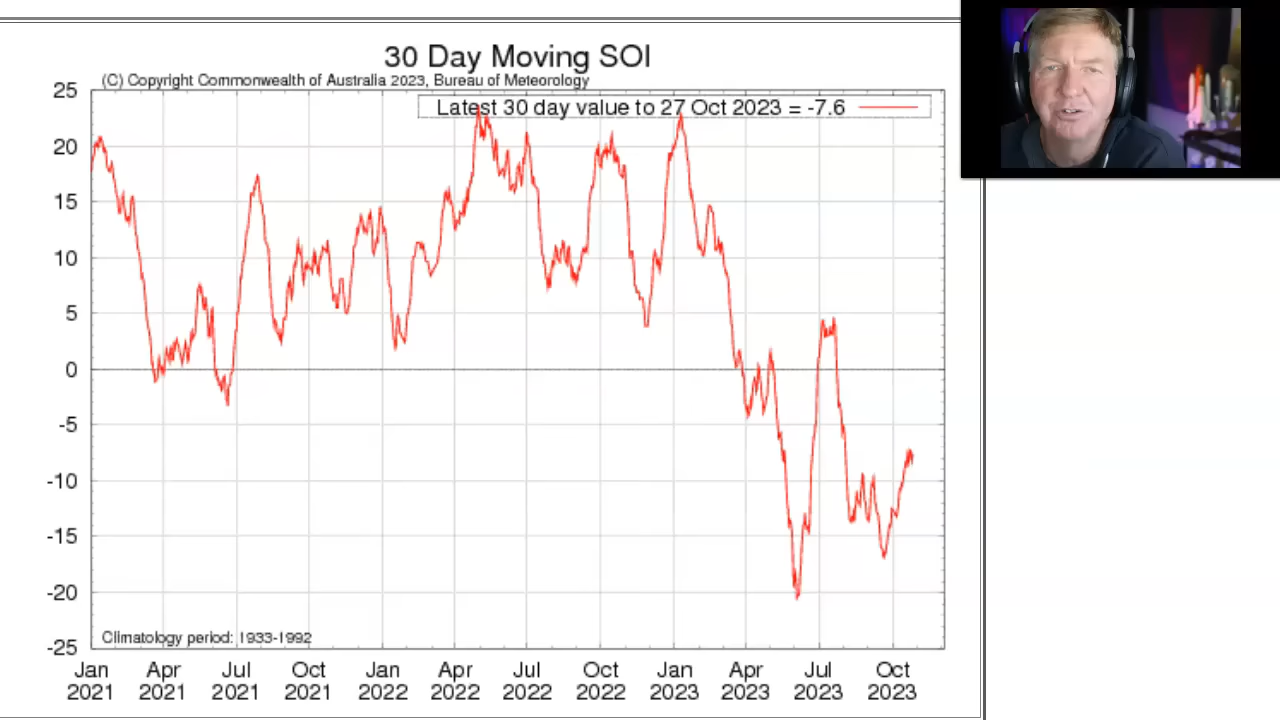 30 Day Moving SOI
(C) Copyright Commonwealth of Australia 2023, Bureau of Meteorology
Latest 30 day value to 27 Oct 2023 = -7.6
25
20
15
10
5
0
-5
-10
-15
-20
-25
Climatology period: 1933-1992
Jan Apr Jul Oct Jan Apr Jul Oct Jan Apr Jul Oct
2021 2021 2021 2021 2022 2022 2022 2022 2023 2023 2023 2023